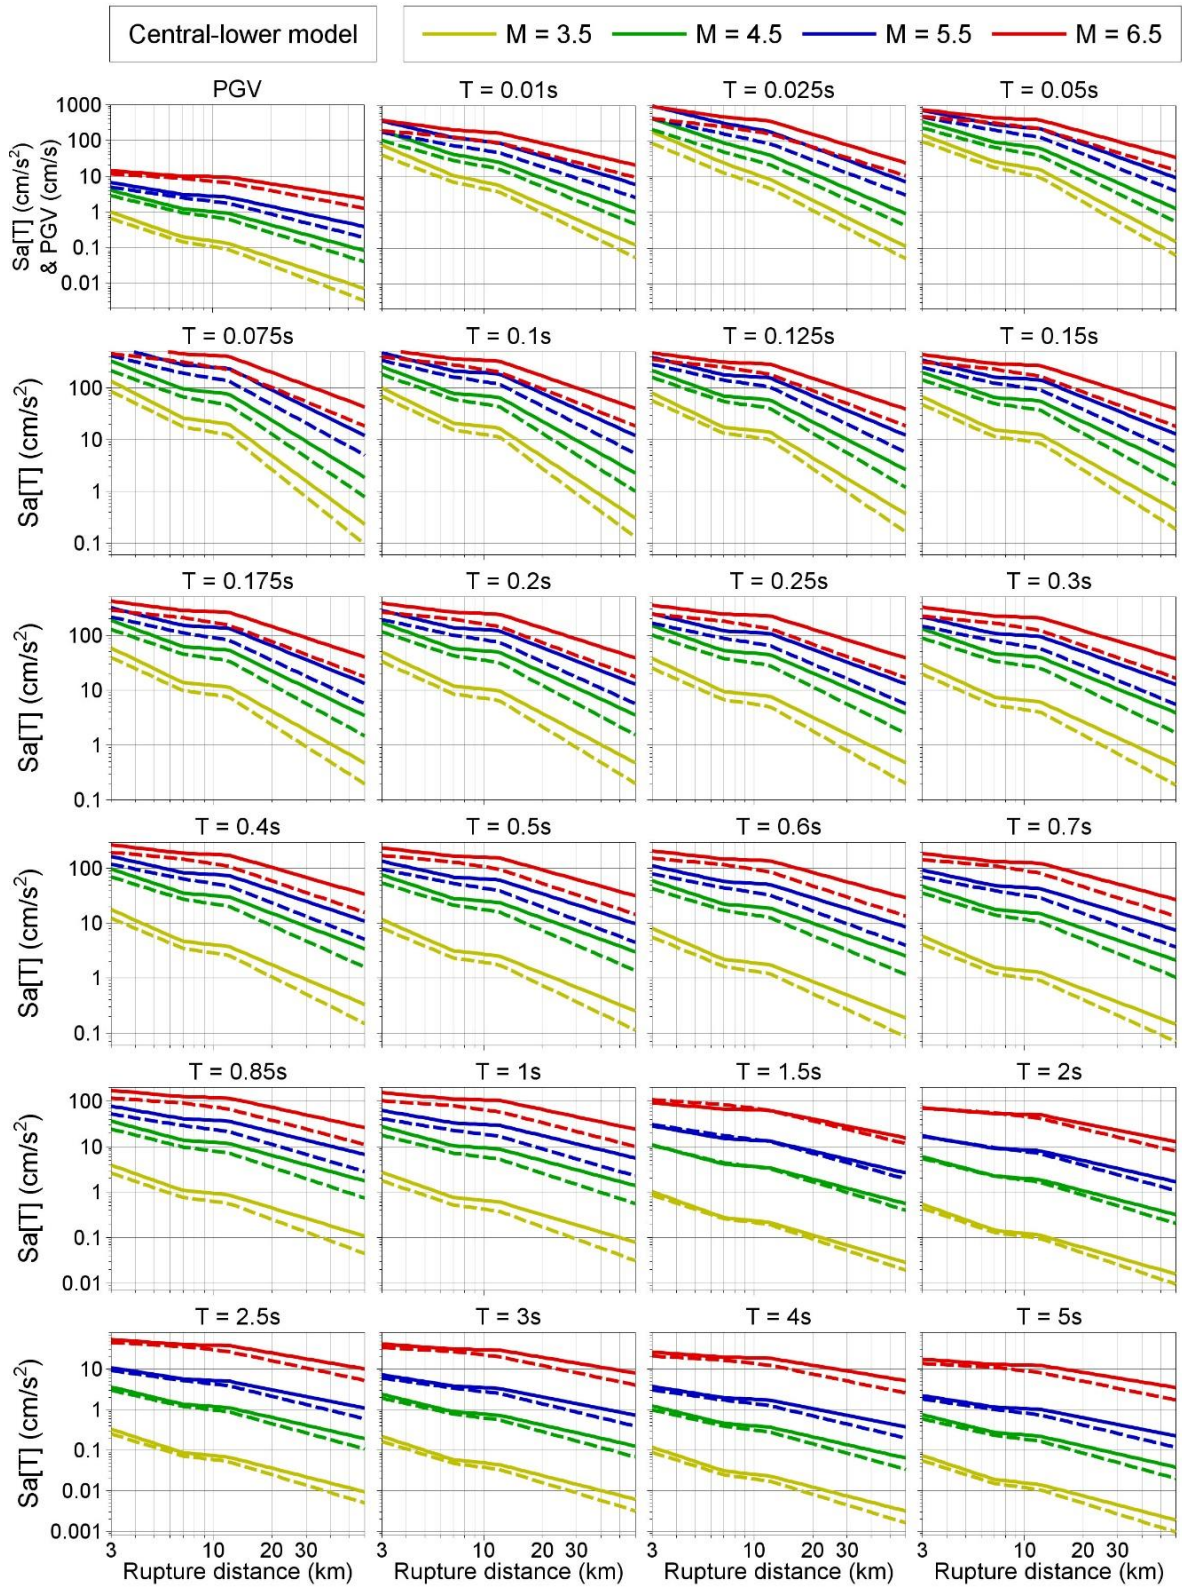 Central-lower model
M = 3.5 M = 4.5 M = 5.5 M = 6.5
PGV T = 0.01s T = 0.025s T = 0.05s
Sa[T] (cm/s²)
& PGV (cm/s)
1000
100
10
1
0.1
0.01
T = 0.075s T = 0.1s T = 0.125s T = 0.15s
Sa[T] (cm/s²)
100
10
1
0.1
T = 0.175s T = 0.2s T = 0.25s T = 0.3s
Sa[T] (cm/s²)
100
10
1
0.1
T = 0.4s T = 0.5s T = 0.6s T = 0.7s
Sa[T] (cm/s²)
100
10
1
0.1
T = 0.85s T = 1s T = 1.5s T = 2s
Sa[T] (cm/s²)
100
10
1
0.1
0.01
T = 2.5s T = 3s T = 4s T = 5s
Sa[T] (cm/s²)
10
1
0.1
0.01
0.001
3 10 20 30 3 10 20 30 3 10 20 30 3 10 20 30
Rupture distance (km) Rupture distance (km) Rupture distance (km) Rupture distance (km)